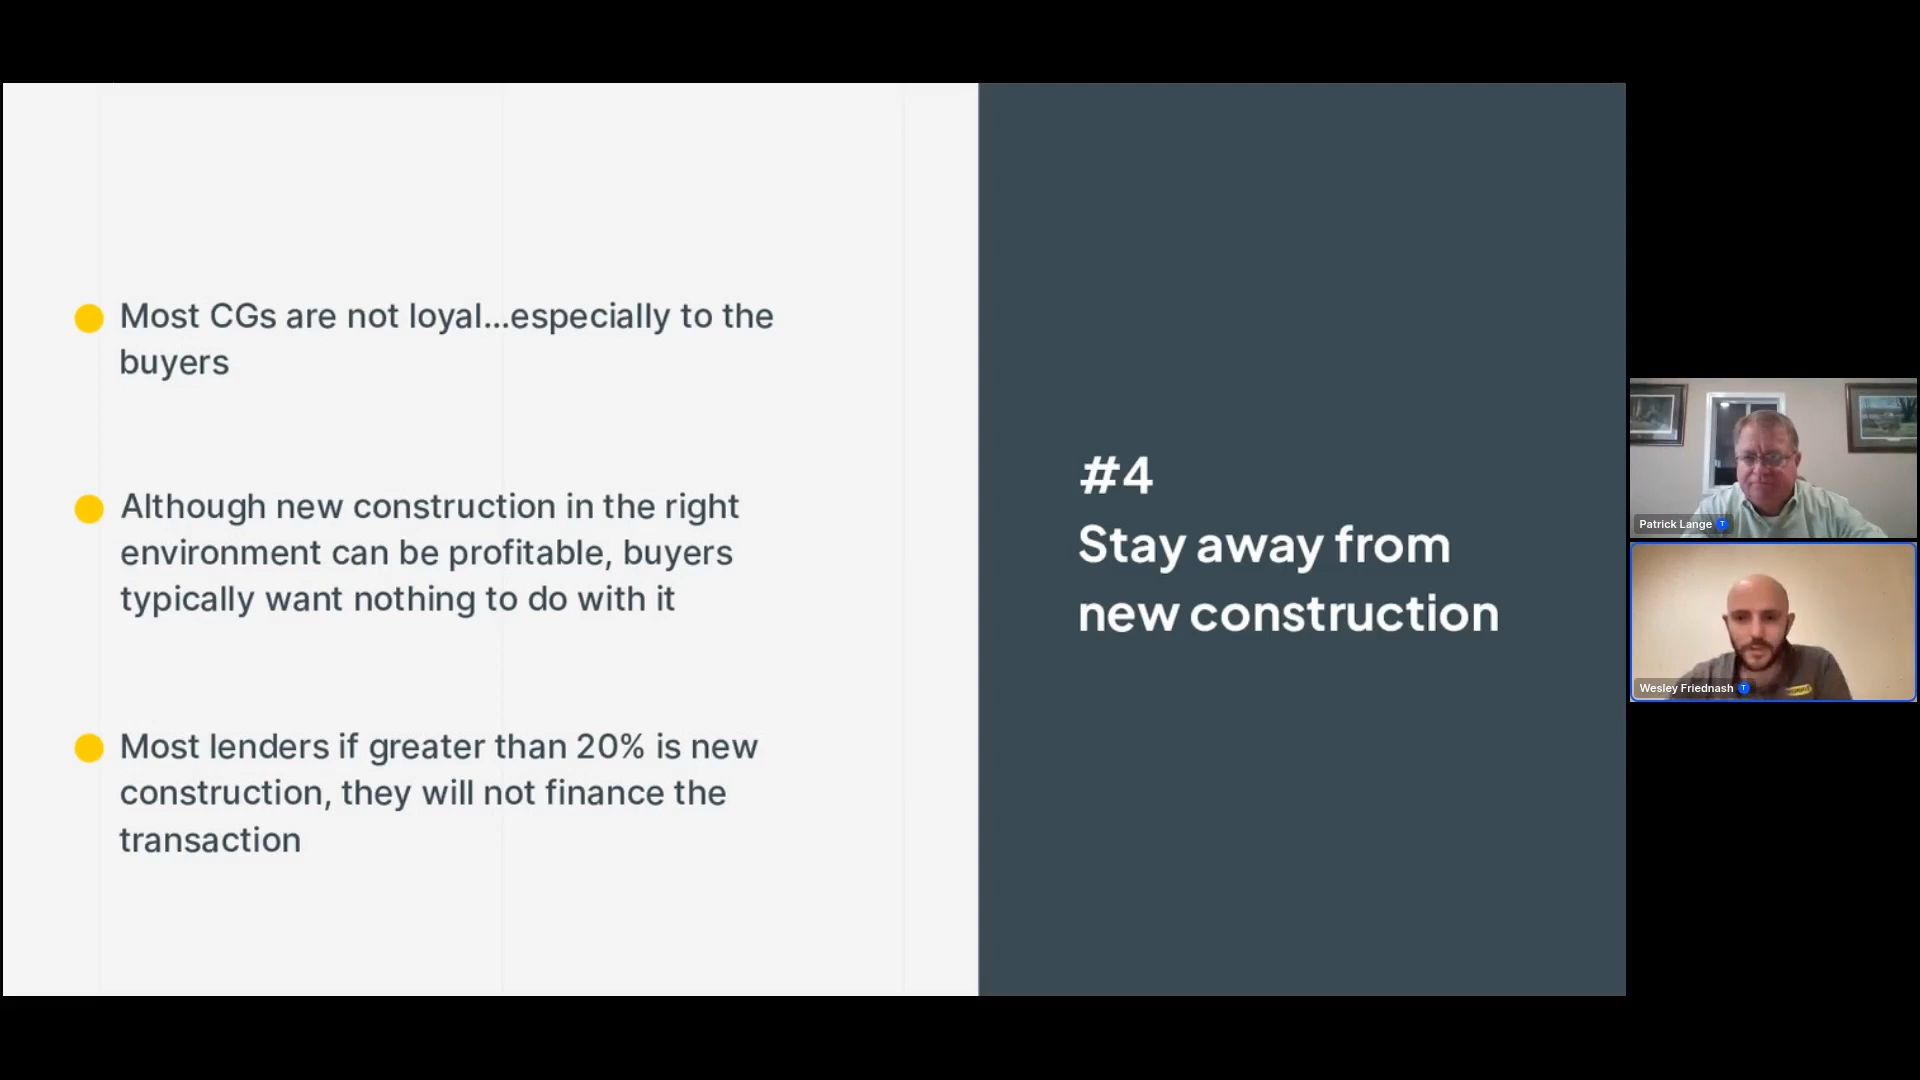 Most CGs are not loyal...especially to the
buyers
Although new construction in the right
environment can be profitable, buyers
typically want nothing to do with it
Most lenders if greater than 20% is new
construction, they will not finance the
transaction
#4
Stay away from
new construction
Patrick Lange T
Wesley Friednash T